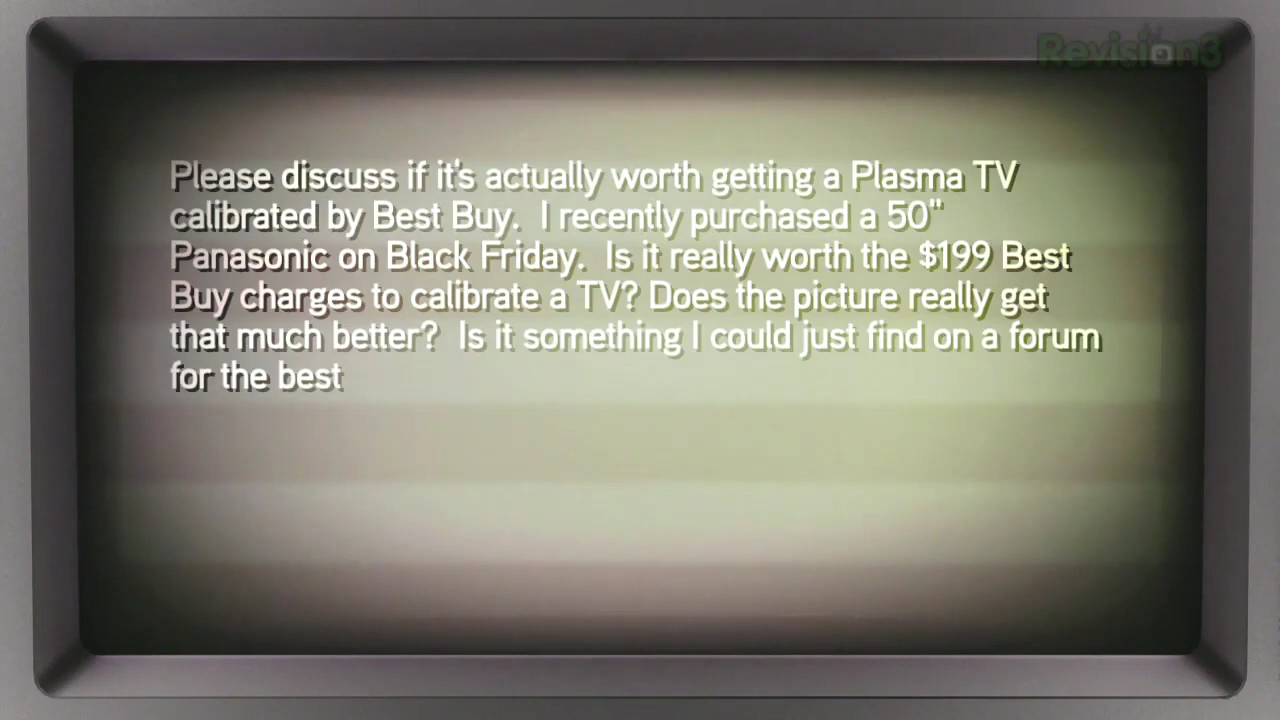 Revision3
Please discuss if it's actually worth getting a Plasma TV
calibrated by Best Buy.  I recently purchased a 50"
Panasonic on Black Friday.  Is it really worth the $199 Best
Buy charges to calibrate a TV? Does the picture really get
that much better?  Is it something I could just find on a forum
for the best